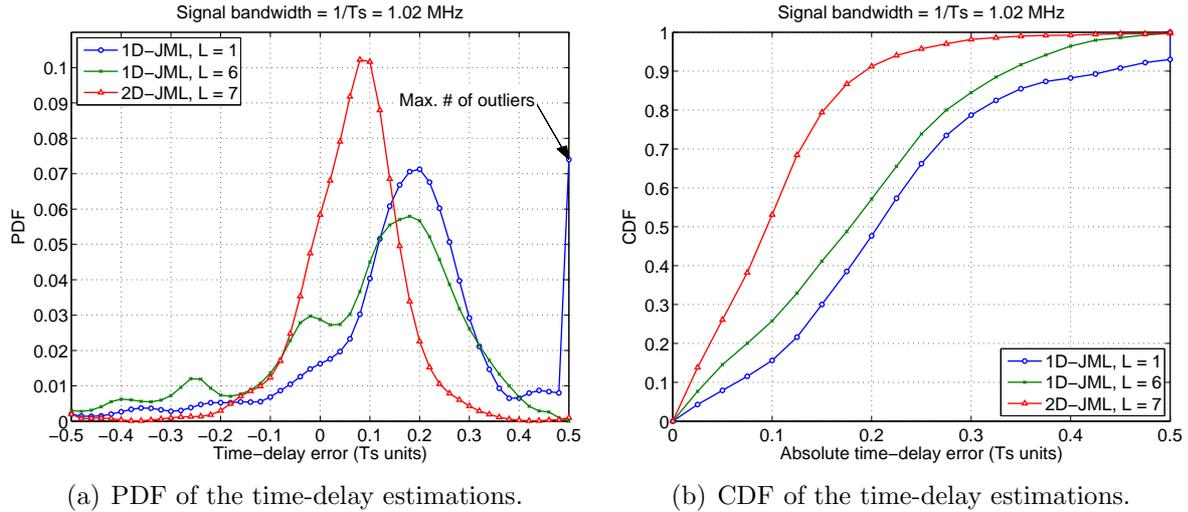 Signal bandwidth = 1/Ts = 1.02 MHz
1D−JML, L = 1
1D−JML, L = 6
2D−JML, L = 7
Max. # of outliers
PDF
0.1
0.09
0.08
0.07
0.06
0.05
0.04
0.03
0.02
0.01
0
−0.5 −0.4 −0.3 −0.2 −0.1 0 0.1 0.2 0.3 0.4 0.5
Time−delay error (Ts units)
(a) PDF of the time-delay estimations.
Signal bandwidth = 1/Ts = 1.02 MHz
CDF
1
0.9
0.8
0.7
0.6
0.5
0.4
0.3
0.2
0.1
0
1D−JML, L = 1
1D−JML, L = 6
2D−JML, L = 7
0 0.1 0.2 0.3 0.4 0.5
Absolute time−delay error (Ts units)
(b) CDF of the time-delay estimations.